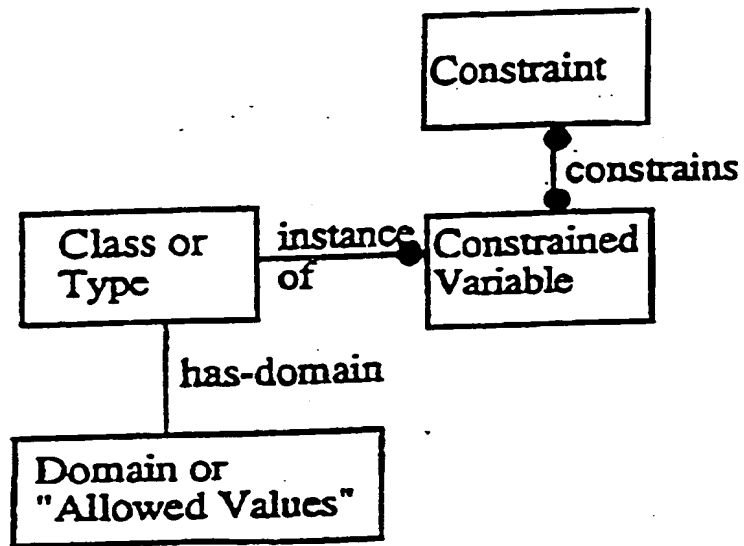 Constraint
constrains
Class or
Type
instance
of
Constrained
Variable
has-domain
Domain or
"Allowed Values"